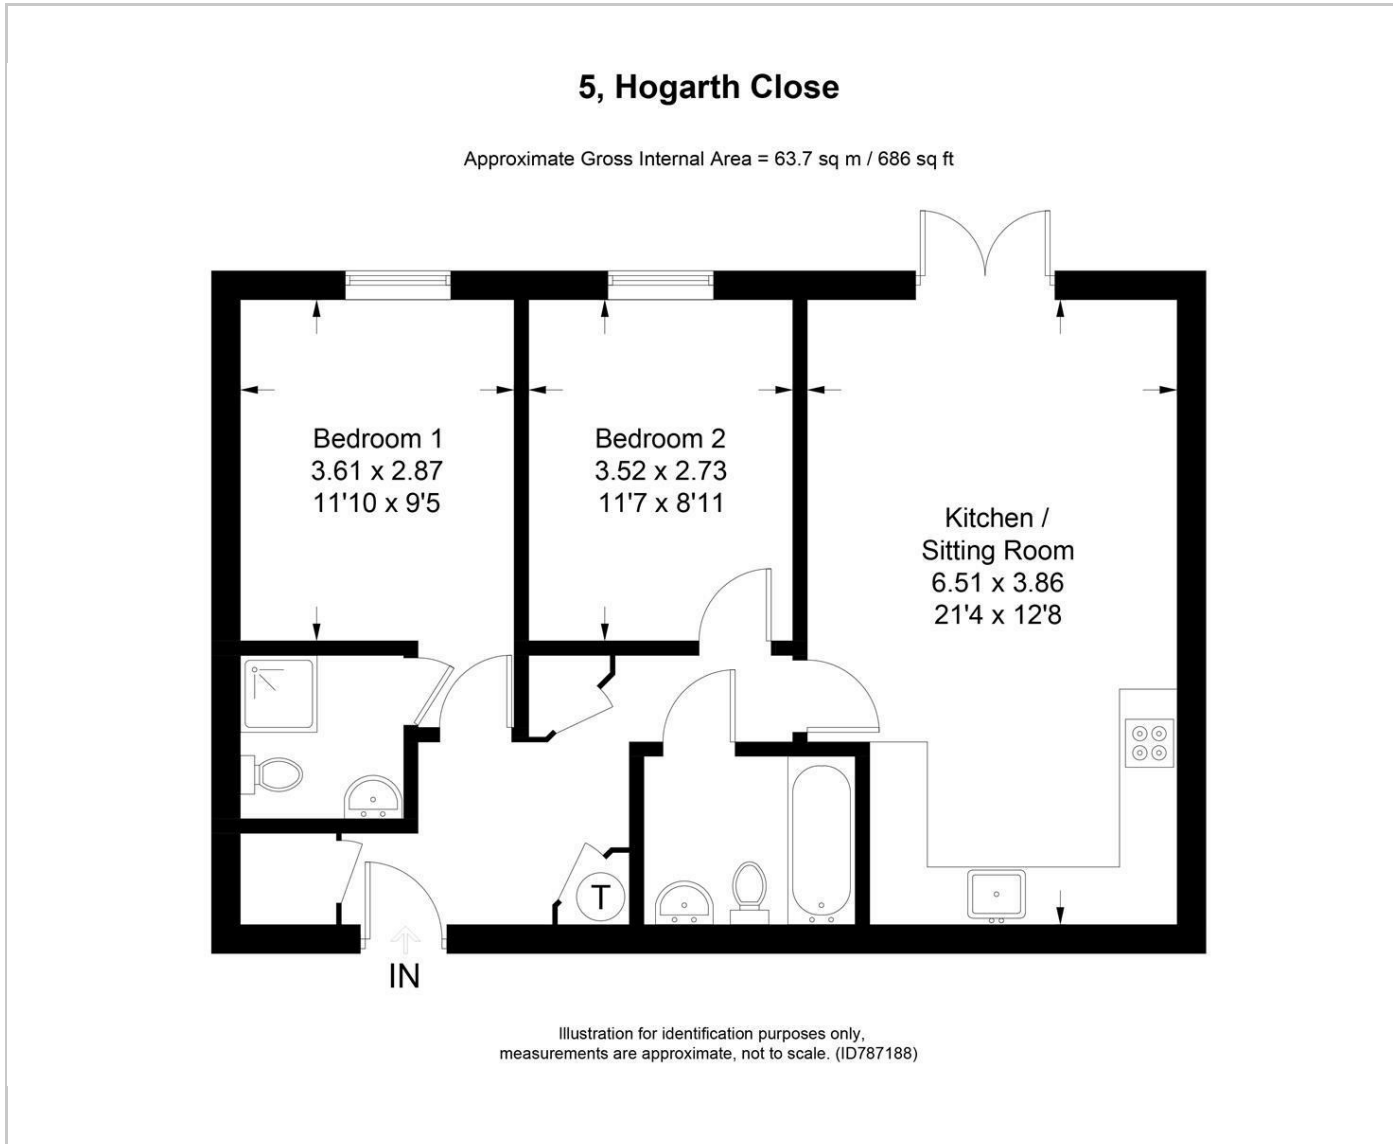 5, Hogarth Close
Approximate Gross Internal Area = 63.7 sq m / 686 sq ft
Bedroom 1
3.61 x 2.87
11'10 x 9'5
Bedroom 2
3.52 x 2.73
11'7 x 8'11
Kitchen /
Sitting Room
6.51 x 3.86
21'4 x 12'8
T
IN
Illustration for identification purposes only,
measurements are approximate, not to scale. (ID787188)